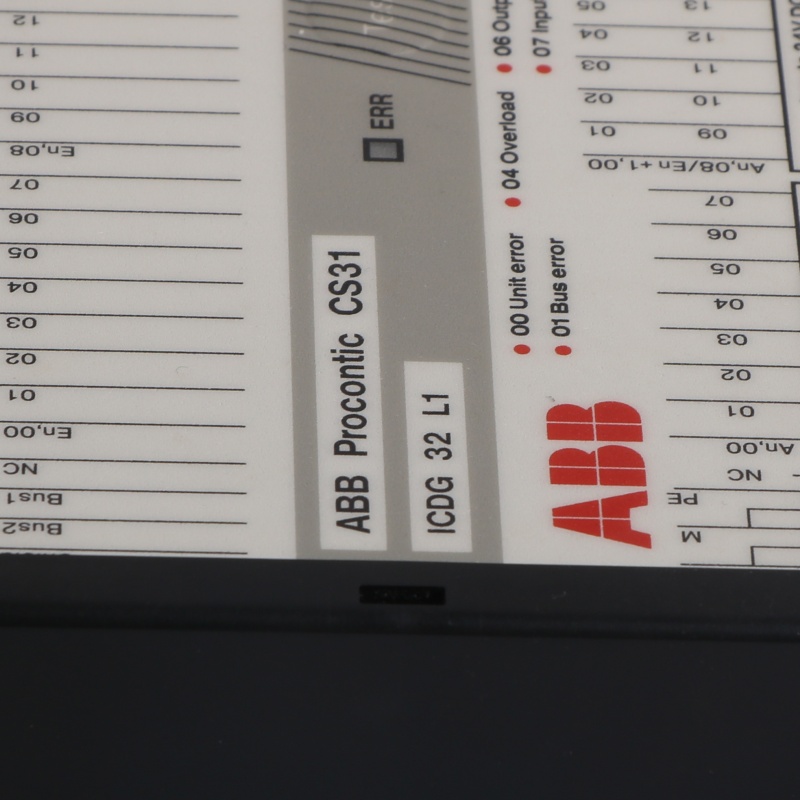 ABB Procontic CS31
ICDG 32 L1
ERR
Test
00 Unit error
01 Bus error
04 Overload
06
07
ABB
12
11
10
09
En,08
07
06
05
04
03
02
01
En,00
NC
Bus1
Bus2
05
04
03
02
01
13
12
11
10
09
An,08/En+1,00
07
06
05
04
03
02
01
An,00
NC
PE
M